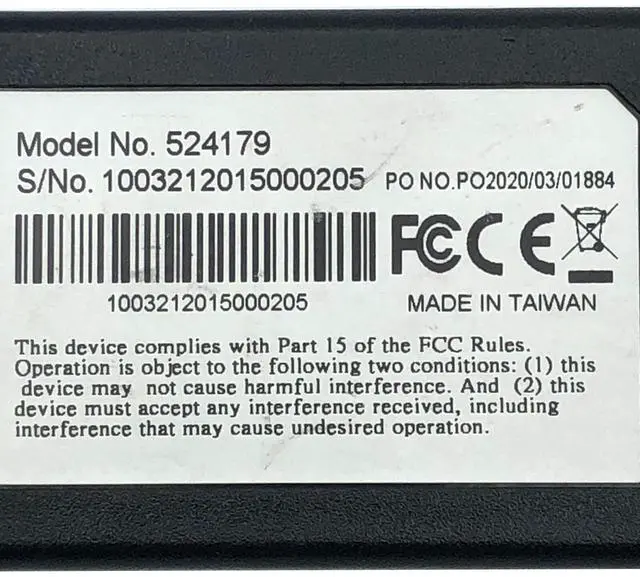 Model No. 524179
S/No. 1003212015000205 PO NO.PO2020/03/01884
FCC CE
1003212015000205
MADE IN TAIWAN
This device complies with Part 15 of the FCC Rules.
Operation is object to the following two conditions: (1) this
device may not cause harmful interference. And (2) this
device must accept any interference received, including
interference that may cause undesired operation.